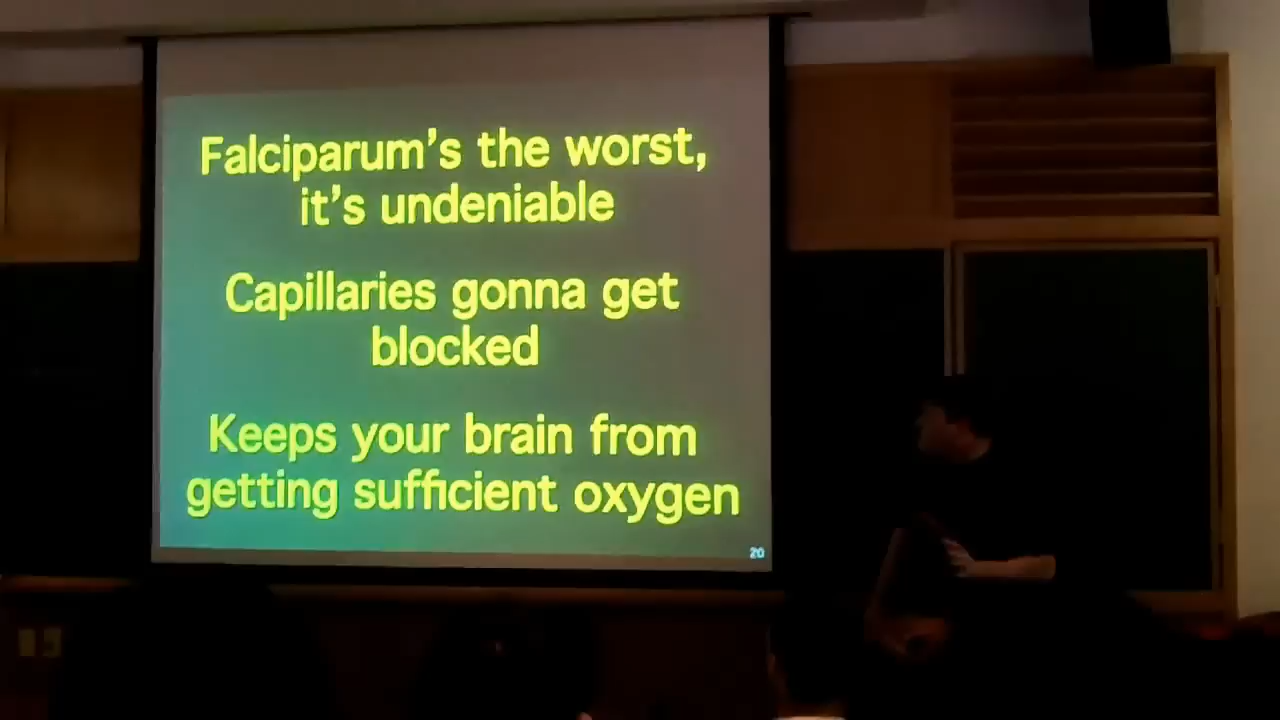 Falciparum’s the worst,
it’s undeniable
Capillaries gonna get
blocked
Keeps your brain from
getting sufficient oxygen
20